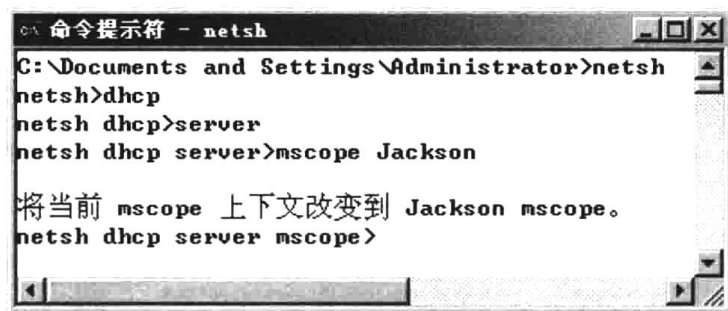 命令提示符 - netsh
C:\Documents and Settings\Administrator>netsh
netsh>dhcp
netsh dhcp>server
netsh dhcp server>mscope Jackson
将当前 mscope 上下文改变到 Jackson mscope。
netsh dhcp server mscope>